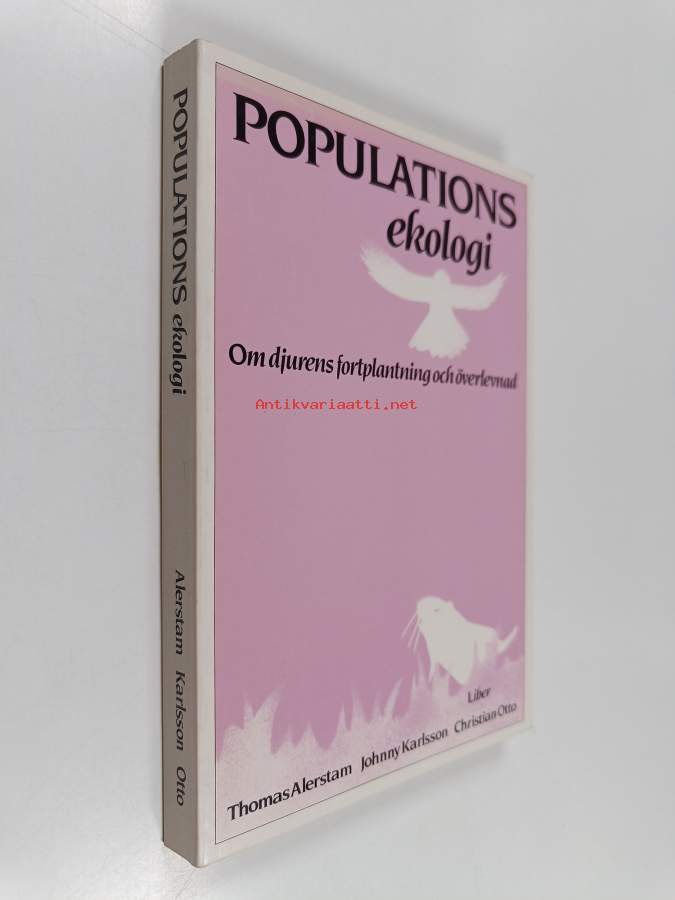 POPULATIONS
ekologi
Om djurens fortplantning och överlevnad
Antikvariaatti.net
Liber
Thomas Alerstam Johnny Karlsson Christian Otto
POPULATIONS ekologi
Alerstam Karlsson Otto